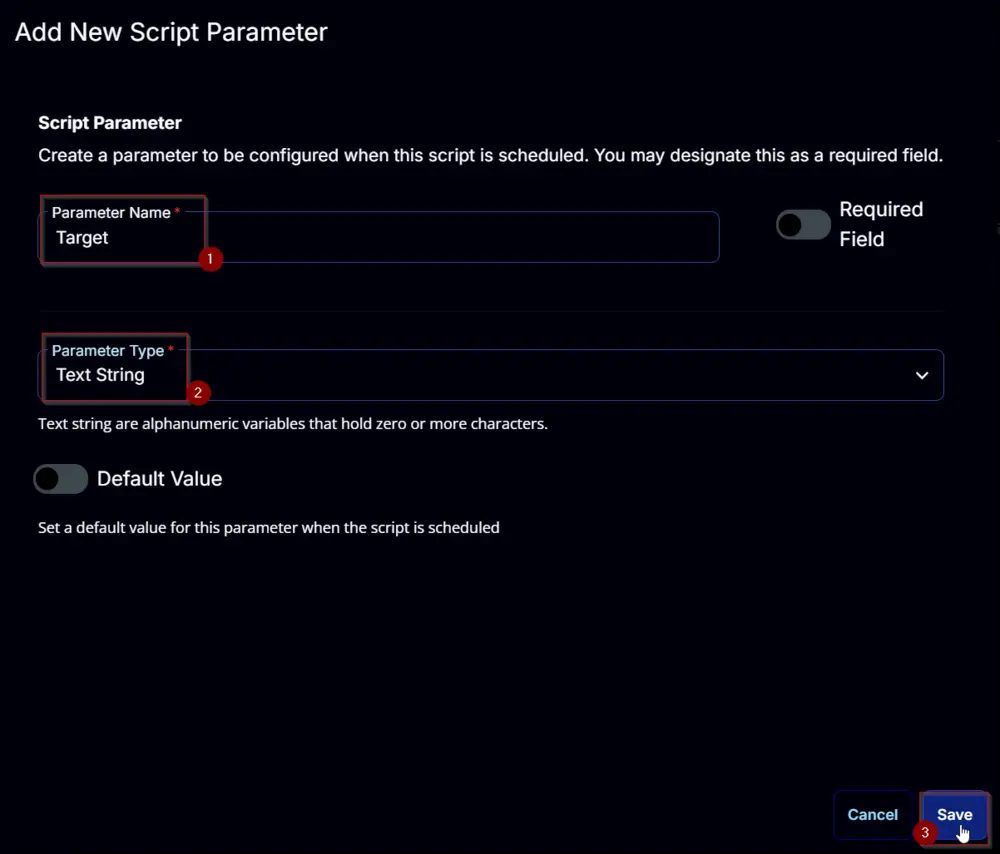 Add New Script Parameter
Script Parameter
Create a parameter to be configured when this script is scheduled. You may designate this as a required field.
Parameter Name *
Target
1
Required
Field
Parameter Type *
Text String
2
Text string are alphanumeric variables that hold zero or more characters.
Default Value
Set a default value for this parameter when the script is scheduled
Cancel
Save
3